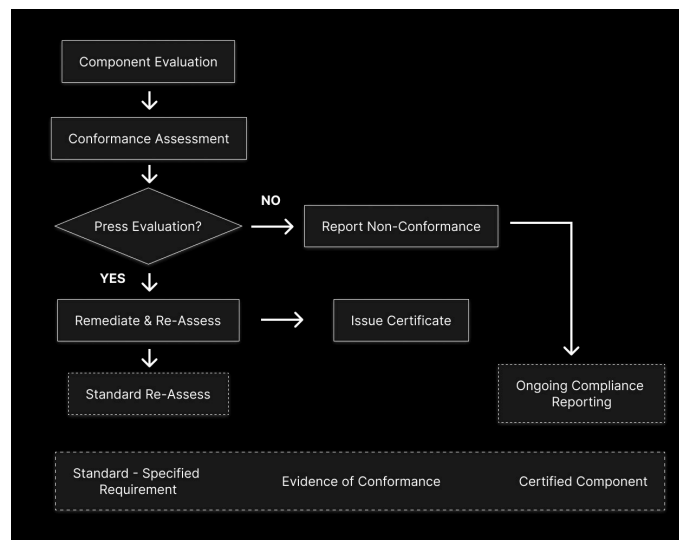 Component Evaluation
Conformance Assessment
NO
Press Evaluation?
Report Non-Conformance
YES
Remediate & Re-Assess
Issue Certificate
Standard Re-Assess
Ongoing Compliance
Reporting
Standard - Specified
Requirement
Evidence of Conformance
Certified Component